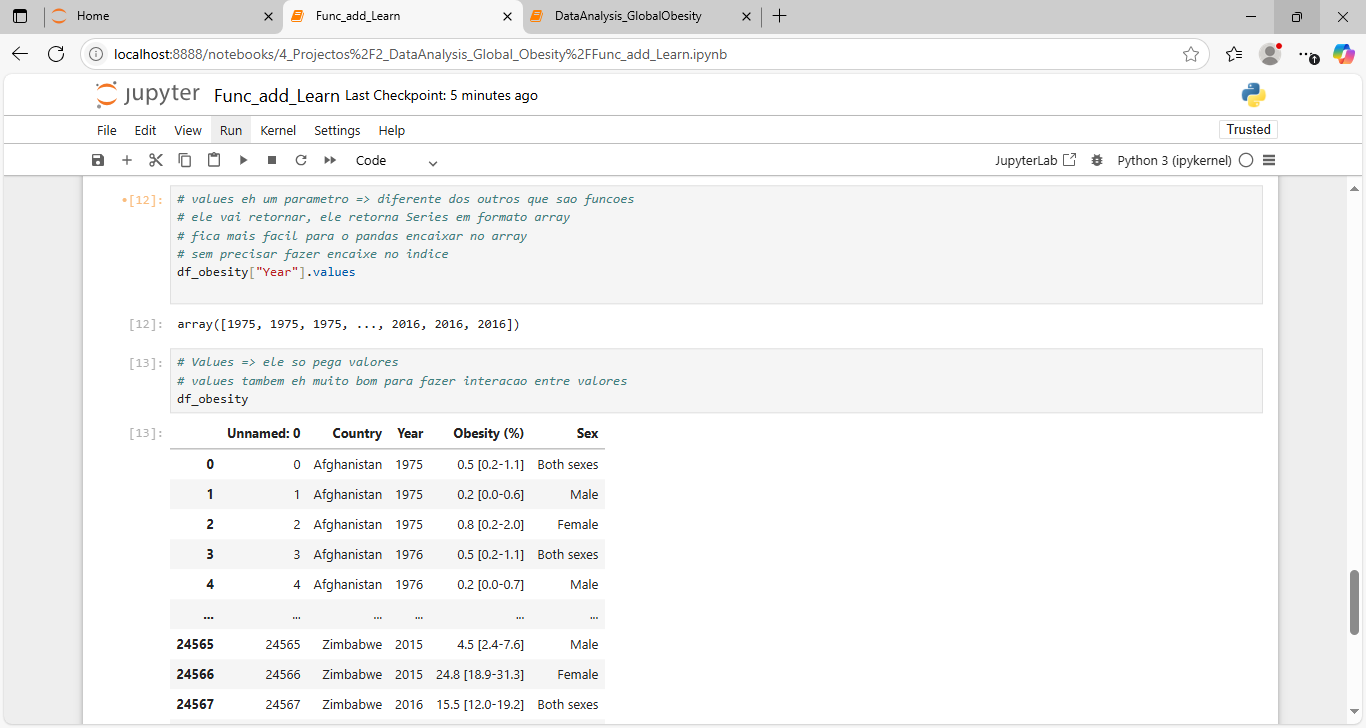 Home
Func_add_Learn
DataAnalysis_GlobalObesity
localhost:8888/notebooks/4_Projectos%2F2_DataAnalysis_Global_Obesity%2FFunc_add_Learn.ipynb
jupyter Func_add_Learn Last Checkpoint: 5 minutes ago
File Edit View Run Kernel Settings Help
Trusted
Code
JupyterLab
Python 3 (ipykernel)
[12]: # values eh um parametro => diferente dos outros que sao funcoes
# ele vai retornar, ele retorna Series em formato array
# fica mais facil para o pandas encaixar no array
# sem precisar fazer encaixe no indice
df_obesity["Year"].values
[12]: array([1975, 1975, 1975, ..., 2016, 2016, 2016])
[13]: # Values => ele so pega valores
# values tambem eh muito bom para fazer interacao entre valores
df_obesity
[13]: Unnamed: 0 Country Year Obesity (%) Sex
0 0 Afghanistan 1975 0.5 [0.2-1.1] Both sexes
1 1 Afghanistan 1975 0.2 [0.0-0.6] Male
2 2 Afghanistan 1975 0.8 [0.2-2.0] Female
3 3 Afghanistan 1976 0.5 [0.2-1.1] Both sexes
4 4 Afghanistan 1976 0.2 [0.0-0.7] Male
... ... ... ... ... ...
24565 24565 Zimbabwe 2015 4.5 [2.4-7.6] Male
24566 24566 Zimbabwe 2015 24.8 [18.9-31.3] Female
24567 24567 Zimbabwe 2016 15.5 [12.0-19.2] Both sexes